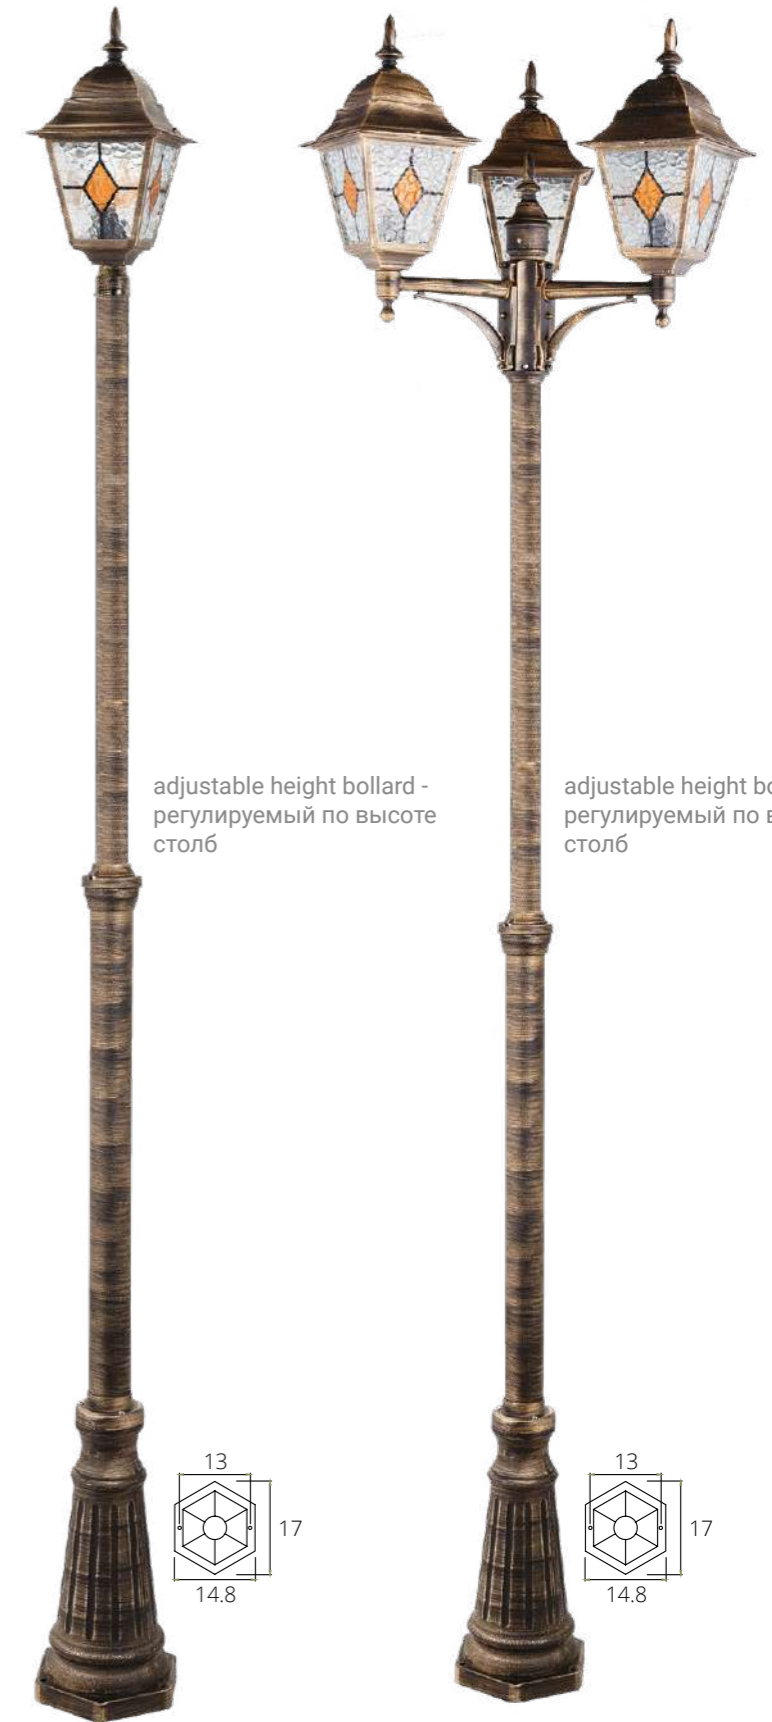 adjustable height bollard -
регулируемый по высоте
столб
adjustable height
регулируемый по
столб
13
17
14.8
13
17
14.8